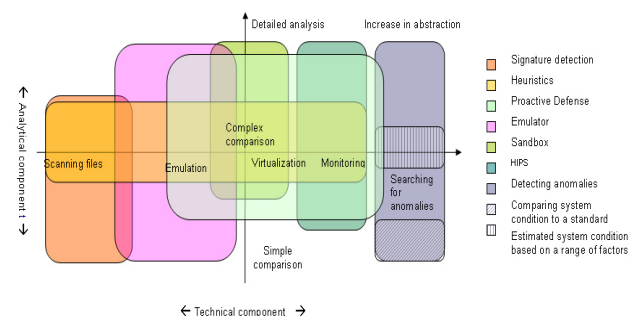 Detailed analysis
Increase in abstraction
Signature detection
Heuristics
Proactive Defense
Emulator
Sandbox
HIPS
Detecting anomalies
Comparing system
condition to a standard
Estimated system condition
based on a range of factors
← Analytical component t →
Scanning files
Emulation
Complex
comparison
Virtualization
Monitoring
Searching
for
anomalies
Simple
comparison
← Technical component →